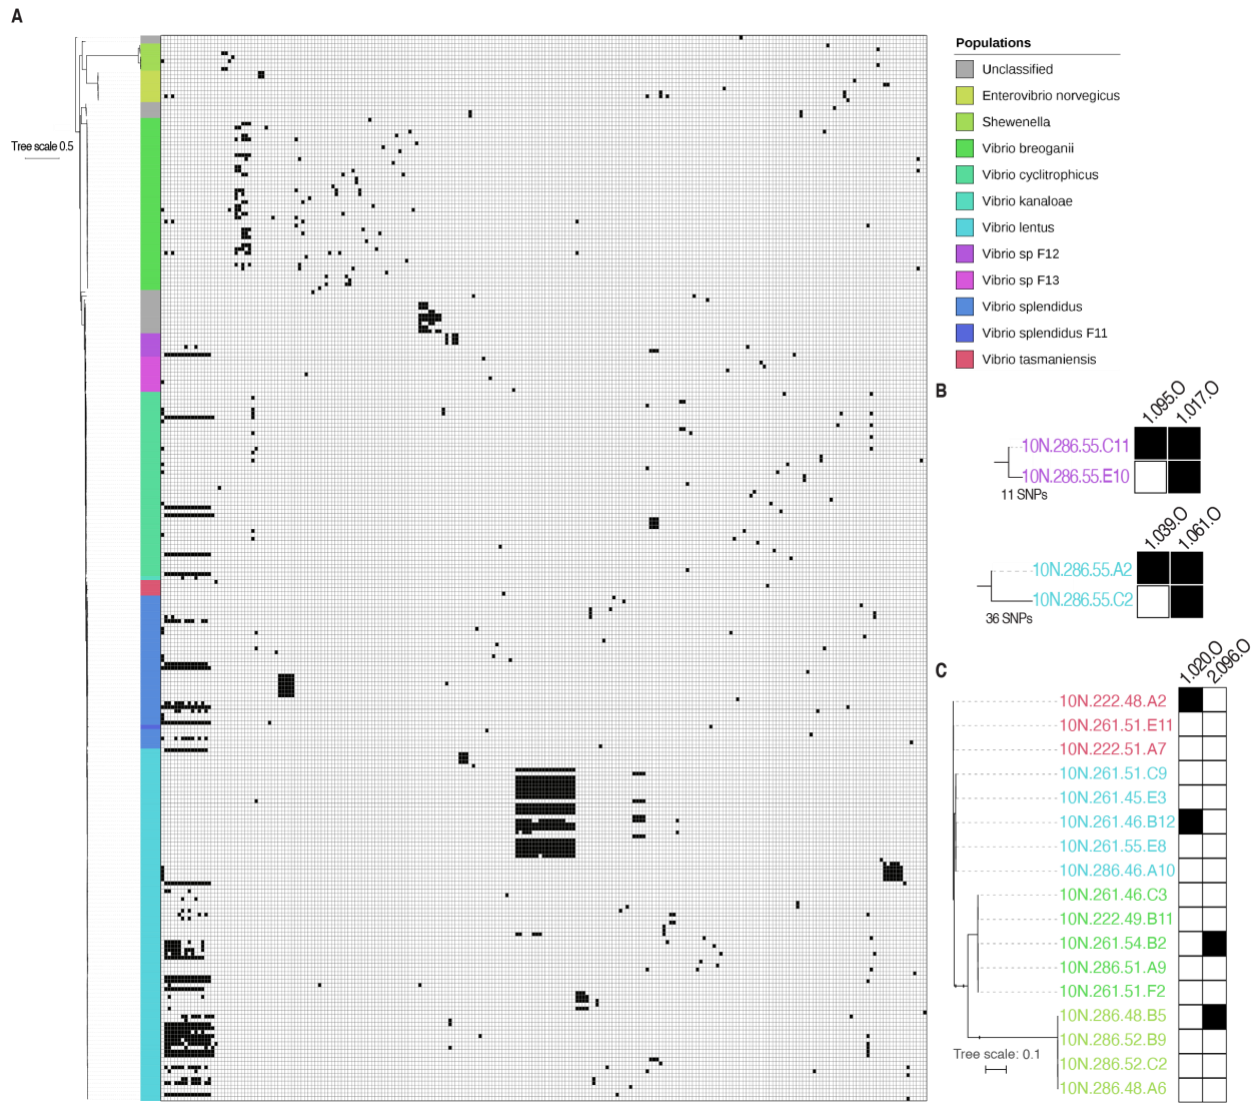 A
Tree scale 0.5
Populations
Unclassified
Enterovibrio norvegicus
Shewenella
Vibrio breoganii
Vibrio cyclitrophicus
Vibrio kanaloae
Vibrio lentus
Vibrio sp F12
Vibrio sp F13
Vibrio splendidus
Vibrio splendidus F11
Vibrio tasmaniensis
B
1.095.O
1.017.O
10N.286.55.C11
10N.286.55.E10
11 SNPs
1.039.O
1.061.O
10N.286.55.A2
10N.286.55.C2
36 SNPs
C
1.020.O
2.096.O
10N.222.48.A2
10N.261.51.E11
10N.222.51.A7
10N.261.51.C9
10N.261.45.E3
10N.261.46.B12
10N.261.55.E8
10N.286.46.A10
10N.261.46.C3
10N.222.49.B11
10N.261.54.B2
10N.286.51.A9
10N.261.51.F2
10N.286.48.B5
10N.286.52.B9
10N.286.52.C2
10N.286.48.A6
Tree scale: 0.1